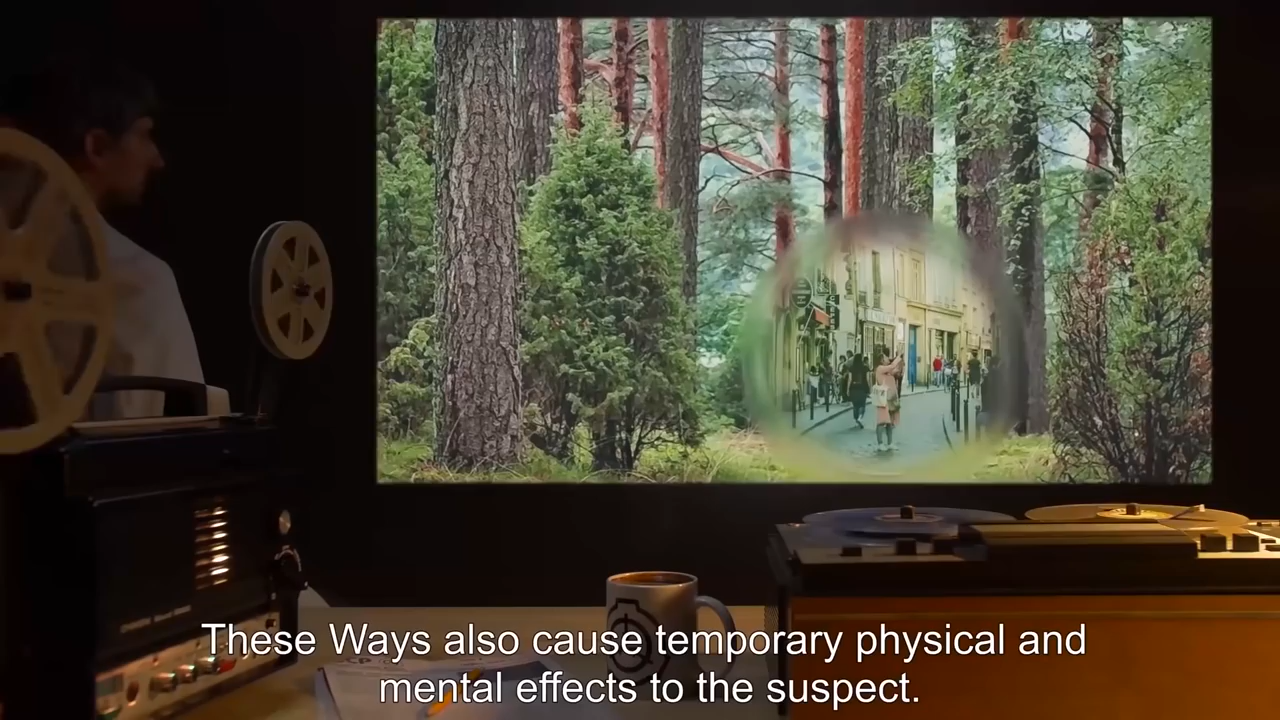 These Ways also cause temporary physical and
mental effects to the suspect.